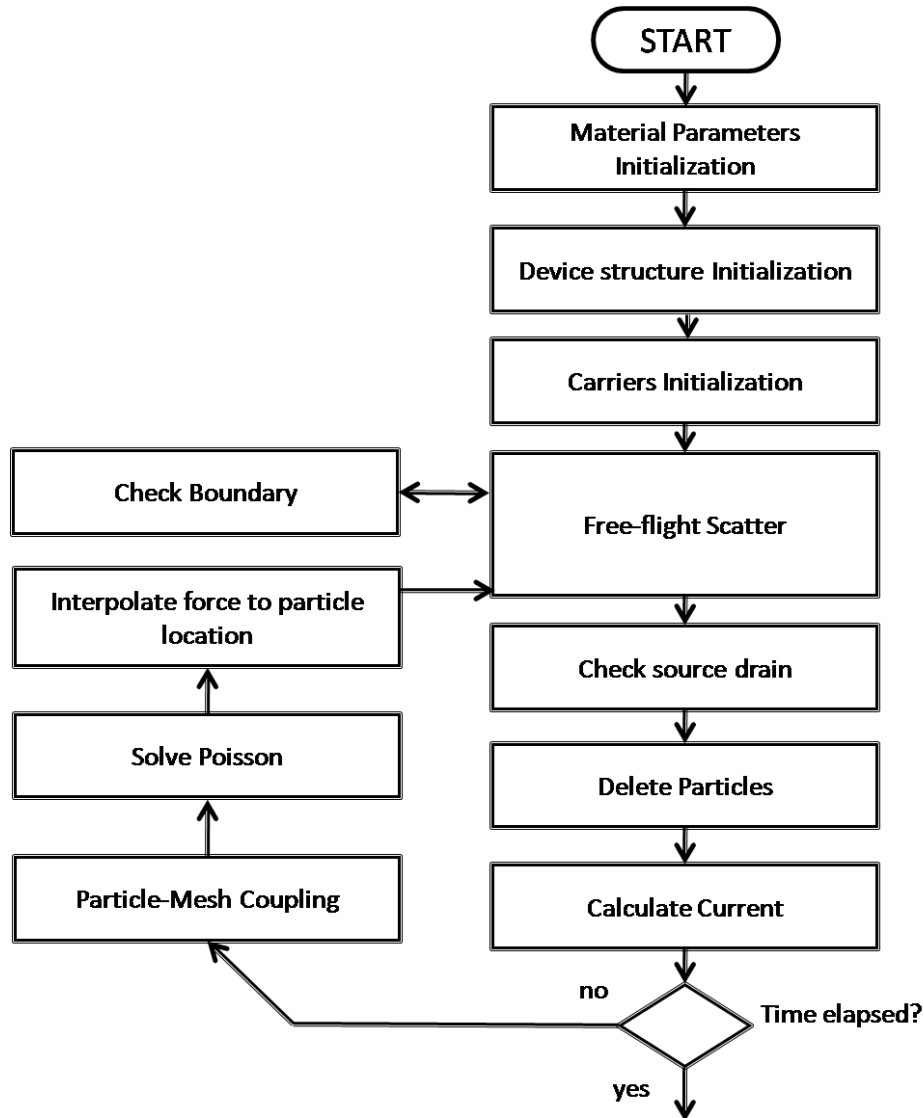 START
Material Parameters
Initialization
Device structure Initialization
Carriers Initialization
Check Boundary
Free-flight Scatter
Interpolate force to particle
location
Check source drain
Solve Poisson
Delete Particles
Particle-Mesh Coupling
Calculate Current
no
Time elapsed?
yes